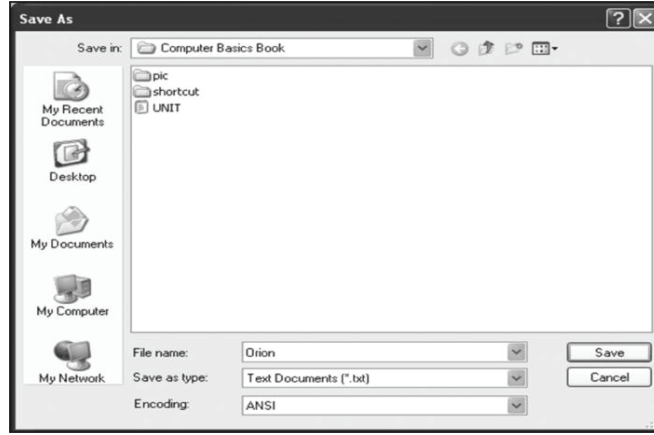 Save As
Save in: Computer Basics Book
pic
shortcut
UNIT
My Recent
Documents
Desktop
My Documents
My Computer
My Network
File name: Orion
Save
Save as type: Text Documents (*.txt)
Cancel
Encoding: ANSI